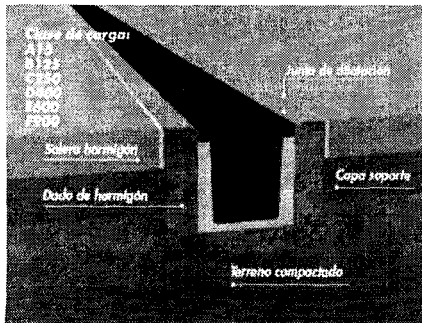 Clase de carga:
A15
B125
C250
D400
E600
F900
Junta de dilatación
Solera hormigón
Capa soporte
Dado de hormigón
Terreno compactado